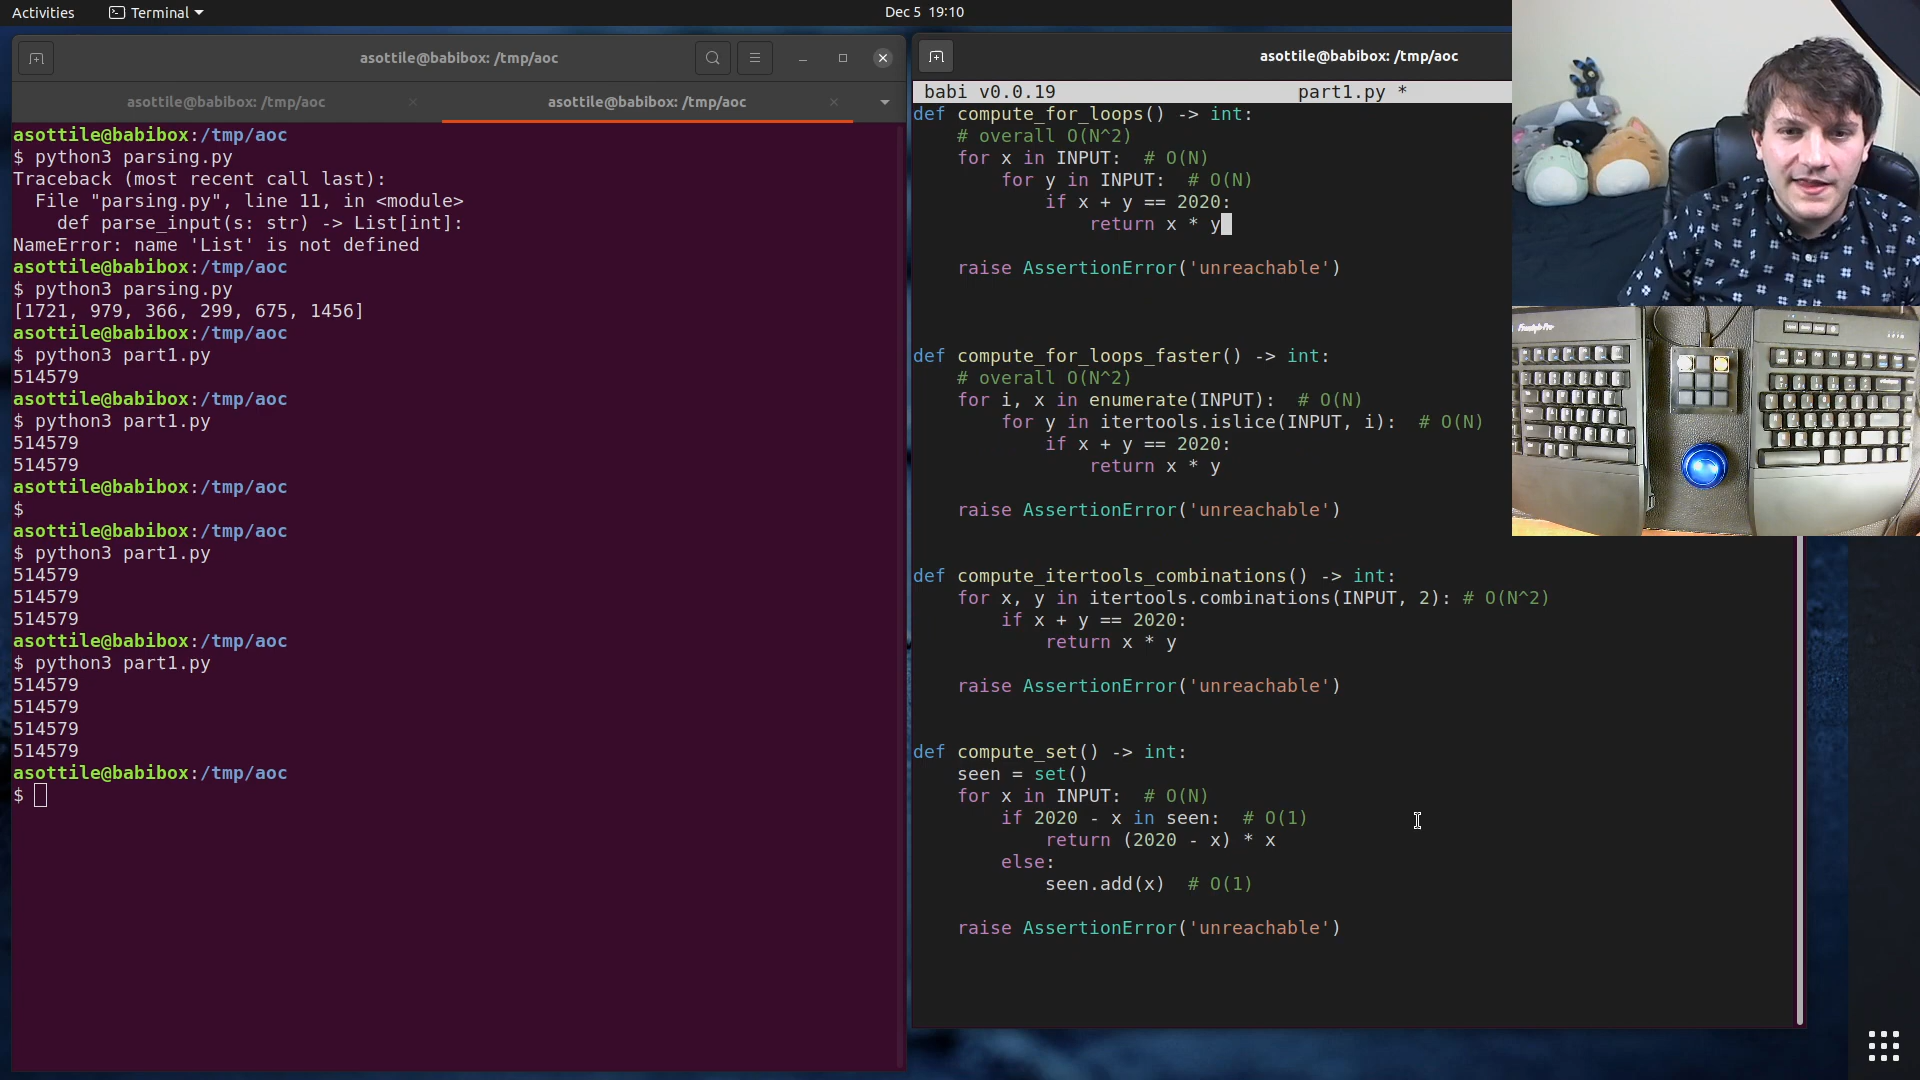 Activities
Terminal
Dec 5 19:10
asottile@babibox: /tmp/aoc
asottile@babibox: /tmp/aoc
asottile@babibox: /tmp/aoc
asottile@babibox:/tmp/aoc
$ python3 parsing.py
Traceback (most recent call last):
  File "parsing.py", line 11, in <module>
    def parse_input(s: str) -> List[int]:
NameError: name 'List' is not defined
asottile@babibox:/tmp/aoc
$ python3 parsing.py
[1721, 979, 366, 299, 675, 1456]
asottile@babibox:/tmp/aoc
$ python3 part1.py
514579
asottile@babibox:/tmp/aoc
$ python3 part1.py
514579
514579
asottile@babibox:/tmp/aoc
$
asottile@babibox:/tmp/aoc
$ python3 part1.py
514579
514579
514579
asottile@babibox:/tmp/aoc
$ python3 part1.py
514579
514579
514579
514579
asottile@babibox:/tmp/aoc
$
asottile@babibox: /tmp/aoc
babi v0.0.19 part1.py *
def compute_for_loops() -> int:
    # overall O(N^2)
    for x in INPUT:  # O(N)
        for y in INPUT:  # O(N)
            if x + y == 2020:
                return x * y
    raise AssertionError('unreachable')
def compute_for_loops_faster() -> int:
    # overall O(N^2)
    for i, x in enumerate(INPUT):  # O(N)
        for y in itertools.islice(INPUT, i):  # O(N)
            if x + y == 2020:
                return x * y
    raise AssertionError('unreachable')
def compute_itertools_combinations() -> int:
    for x, y in itertools.combinations(INPUT, 2): # O(N^2)
        if x + y == 2020:
            return x * y
    raise AssertionError('unreachable')
def compute_set() -> int:
    seen = set()
    for x in INPUT:  # O(N)
        if 2020 - x in seen:  # O(1)
            return (2020 - x) * x
        else:
            seen.add(x)  # O(1)
    raise AssertionError('unreachable')